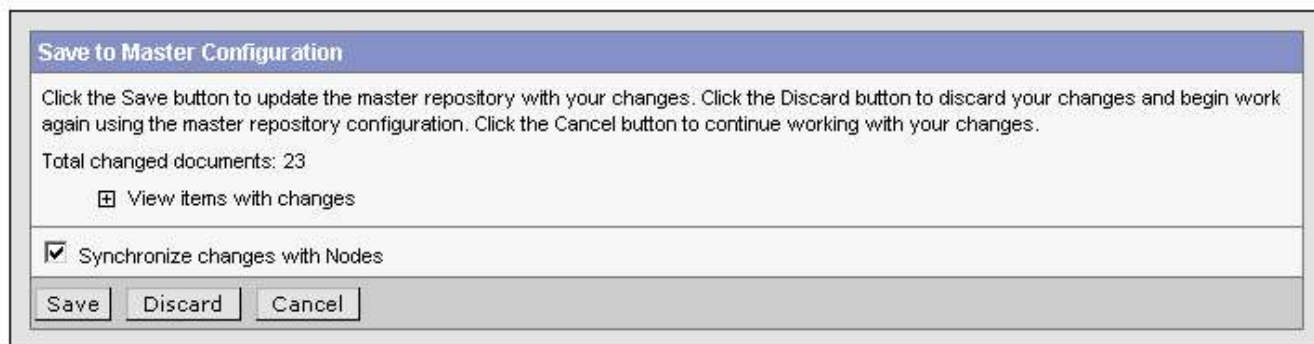 Save to Master Configuration
Click the Save button to update the master repository with your changes. Click the Discard button to discard your changes and begin work
again using the master repository configuration. Click the Cancel button to continue working with your changes.
Total changed documents: 23
View items with changes
Synchronize changes with Nodes
Save Discard Cancel